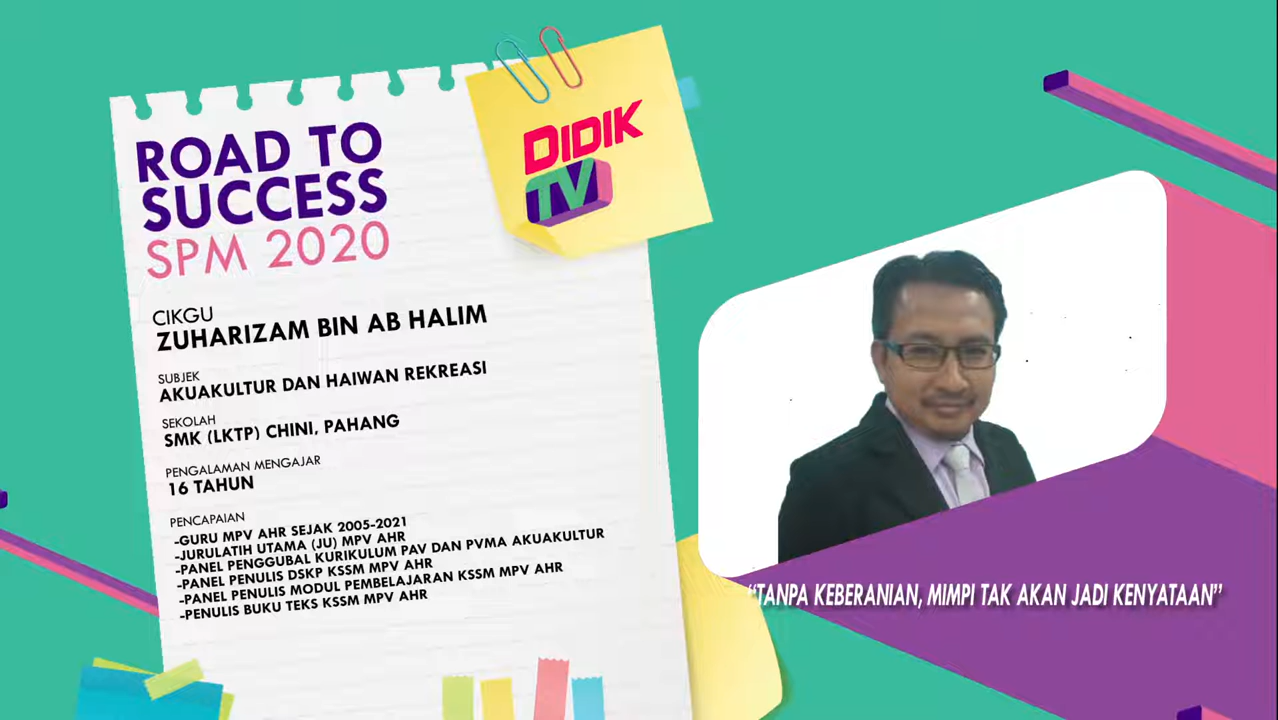 ROAD TO
SUCCESS
SPM 2020
DIDIK
TV
CIKGU
ZUHARIZAM BIN AB HALIM
SUBJEK
AKUAKULTUR DAN HAIWAN REKREASI
SEKOLAH
SMK (LKTP) CHINI, PAHANG
PENGALAMAN MENGAJAR
16 TAHUN
PENCAPAIAN
-GURU MPV AHR SEJAK 2005-2021
-JURULATIH UTAMA (JU) MPV AHR
-PANEL PENGGUBAL KURIKULUM PAV DAN PVMA AKUAKULTUR
-PANEL PENULIS DSKP KSSM MPV AHR
-PANEL PENULIS MODUL PEMBELAJARAN KSSM MPV AHR
-PENULIS BUKU TEKS KSSM MPV AHR
“TANPA KEBERANIAN, MIMPI TAK AKAN JADI KENYATAAN”